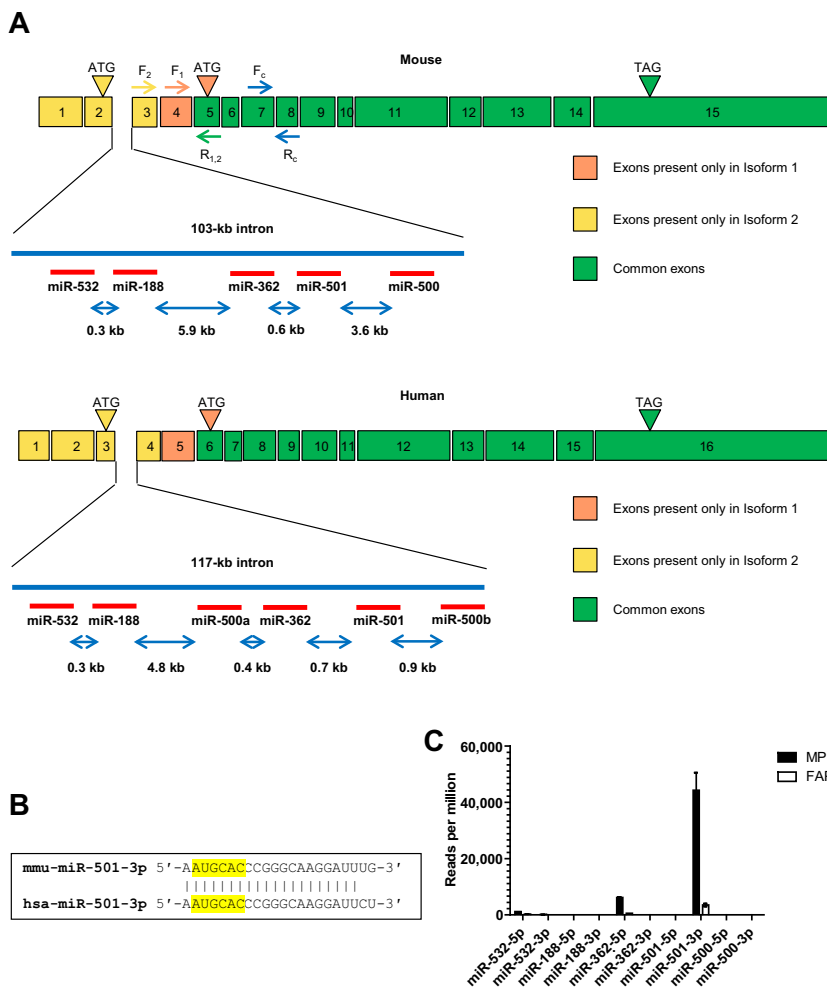 A
Mouse
ATG F2 F1 ATG Fc TAG
1 2 3 4 5 6 7 8 9 10 11 12 13 14 15
R1,2 Rc
Exons present only in Isoform 1
Exons present only in Isoform 2
Common exons
103-kb intron
miR-532 miR-188 miR-362 miR-501 miR-500
0.3 kb 5.9 kb 0.6 kb 3.6 kb
Human
ATG ATG TAG
1 2 3 4 5 6 7 8 9 10 11 12 13 14 15 16
Exons present only in Isoform 1
Exons present only in Isoform 2
Common exons
117-kb intron
miR-532 miR-188 miR-500a miR-362 miR-501 miR-500b
0.3 kb 4.8 kb 0.4 kb 0.7 kb 0.9 kb
B
mmu-miR-501-3p 5′-AAUGCACCCGGGCAAGGAUUUG-3′
||||||||||||||||||||
hsa-miR-501-3p 5′-AAUGCACCCGGGCAAGGAUUCU-3′
C
Reads per million
60,000
40,000
20,000
0
MP
FAP
miR-532-5p
miR-532-3p
miR-188-5p
miR-188-3p
miR-362-5p
miR-362-3p
miR-501-5p
miR-501-3p
miR-500-5p
miR-500-3p